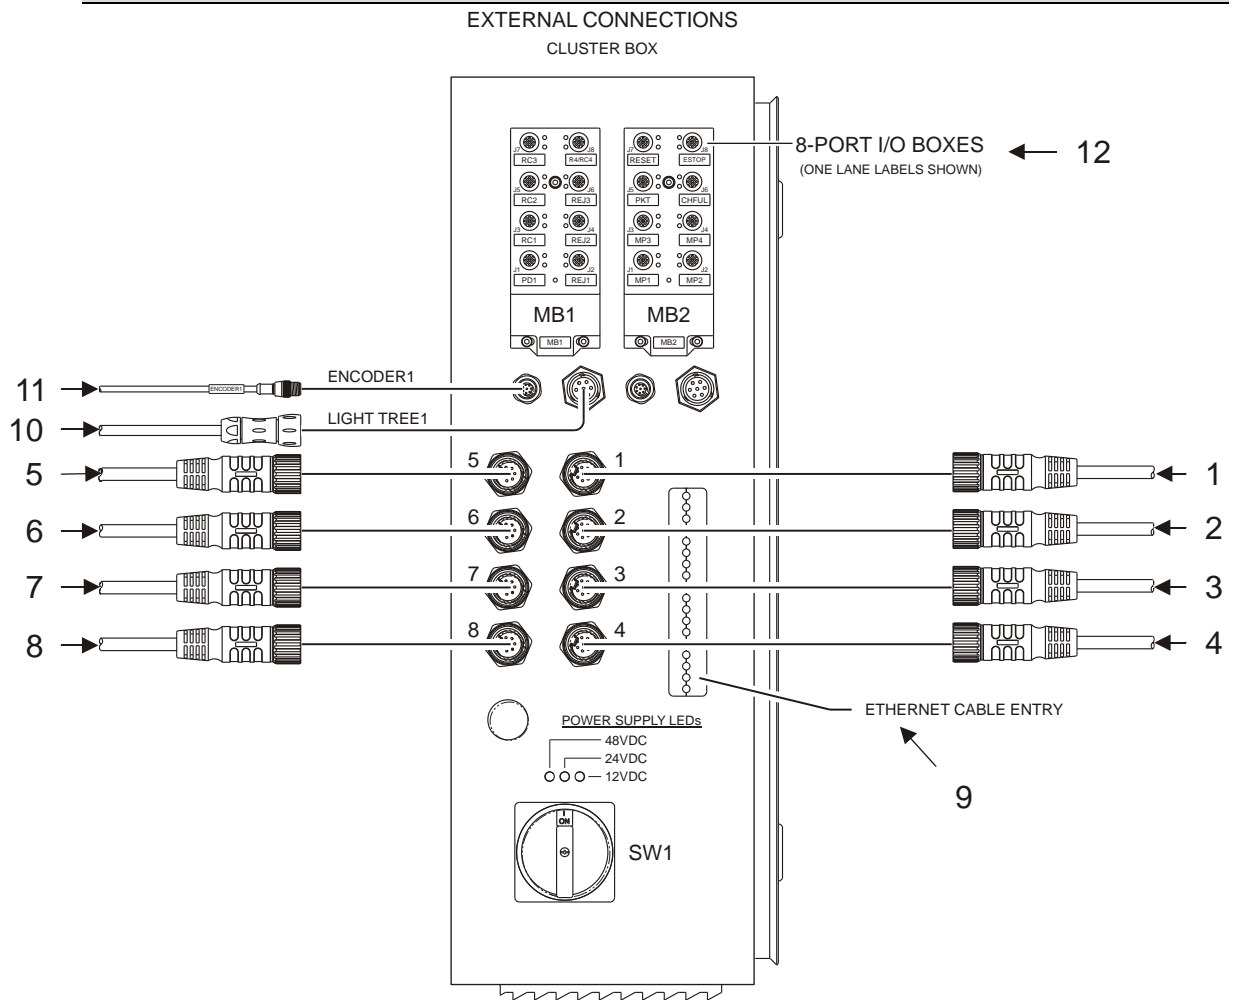 EXTERNAL CONNECTIONS
CLUSTER BOX
8-PORT I/O BOXES
12
(ONE LANE LABELS SHOWN)
J7 J8 J7 J8
RC3 R4/RC4 RESET ESTOP
J5 J6 J5 J6
RC2 REJ3 PKT CHFUL
J3 J4 J3 J4
RC1 REJ2 MP3 MP4
J1 J2 J1 J2
PD1 REJ1 MP1 MP2
MB1 MB2
MB1 MB2
11 ENCODER1 ENCODER1
10 LIGHT TREE1
5 5 1 1
6 6 2 2
7 7 3 3
8 8 4 4
ETHERNET CABLE ENTRY
9
POWER SUPPLY LEDs
48VDC
24VDC
12VDC
I
ON
SW1